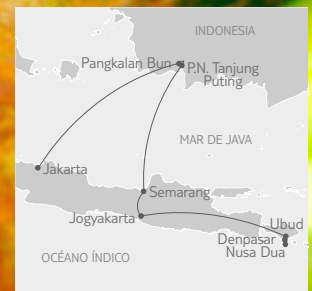 INDONESIA
Pangkalan Bun
P.N. Tanjung
Puting
MAR DE JAVA
Jakarta
Semarang
Jogyakarta
Ubud
Denpasar
Nusa Dua
OCÉANO ÍNDICO